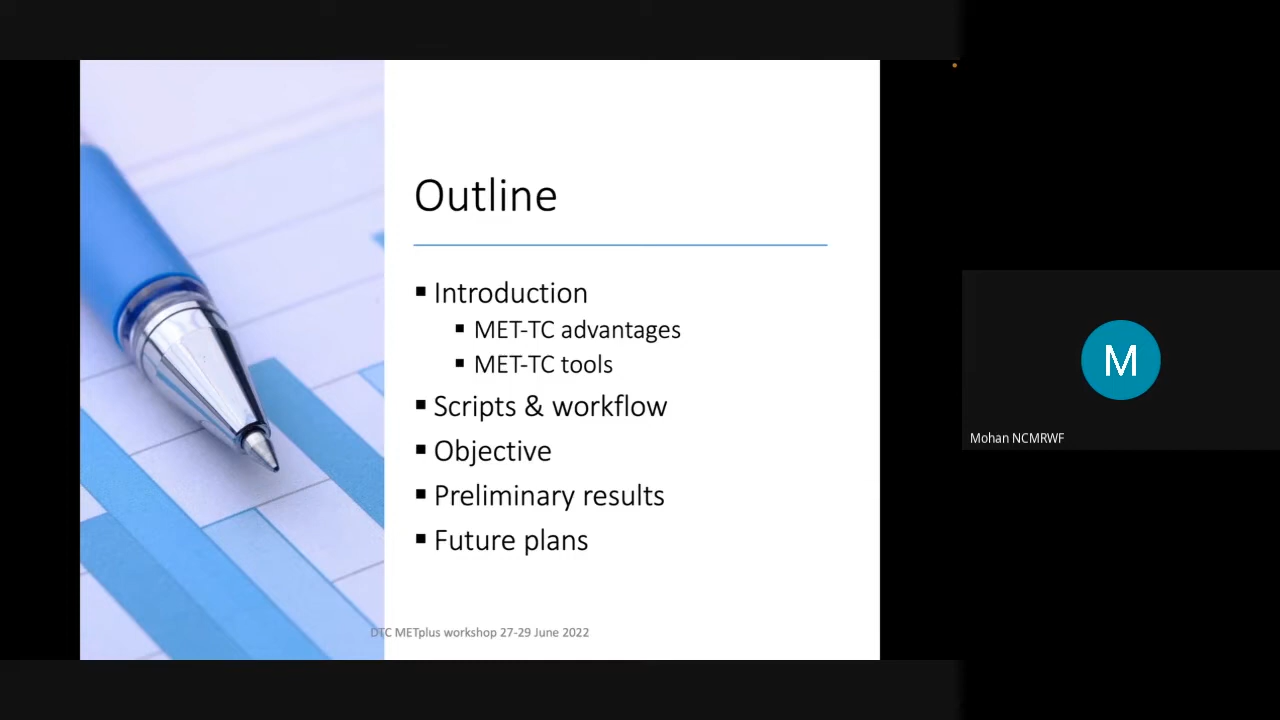 Outline
▪ Introduction
▪ MET-TC advantages
▪ MET-TC tools
▪ Scripts & workflow
▪ Objective
▪ Preliminary results
▪ Future plans
DTC METplus workshop 27-29 June 2022
M
Mohan NCMRWF